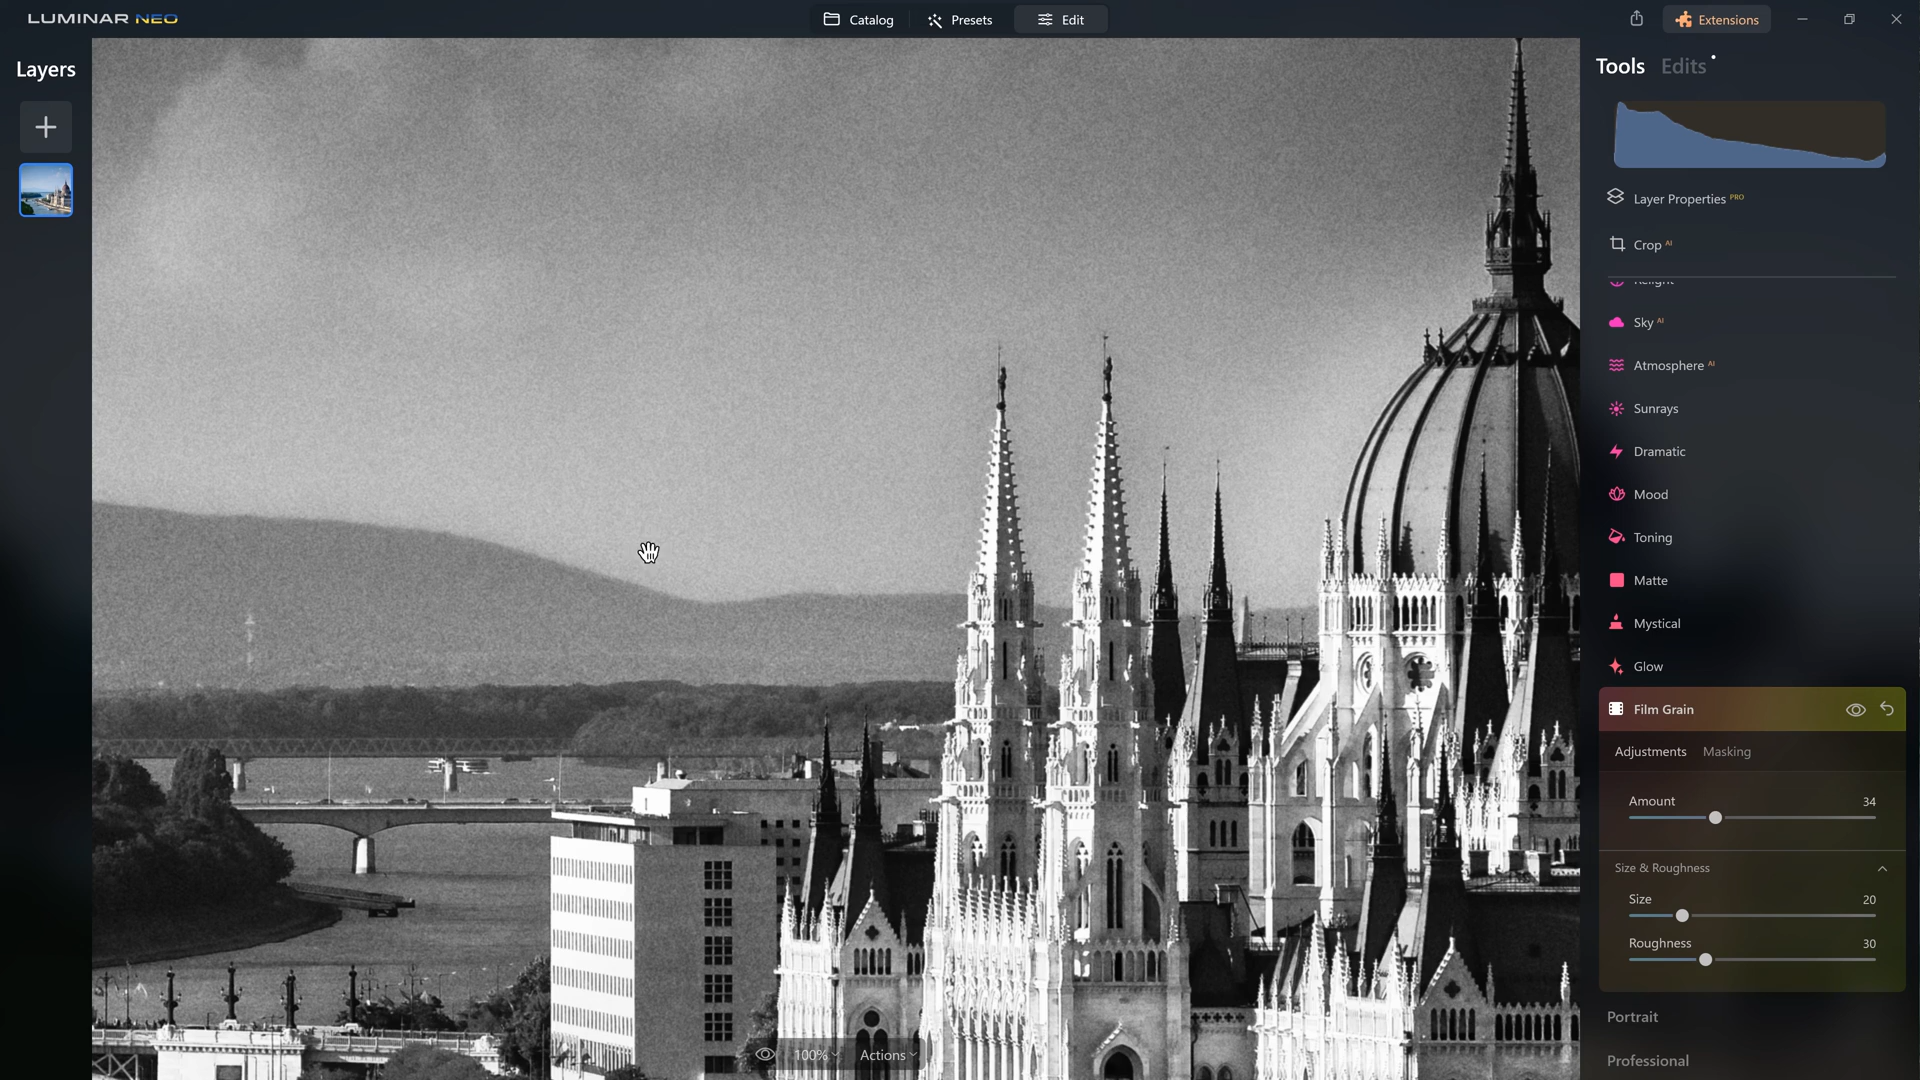 LUMINAR NEO
Catalog
Presets
Edit
Extensions
Layers
Tools
Edits
Layer Properties PRO
Crop AI
Relight
Sky AI
Atmosphere AI
Sunrays
Dramatic
Mood
Toning
Matte
Mystical
Glow
Film Grain
Adjustments
Masking
Amount
34
Size & Roughness
Size
20
Roughness
30
Portrait
Professional
100%
Actions